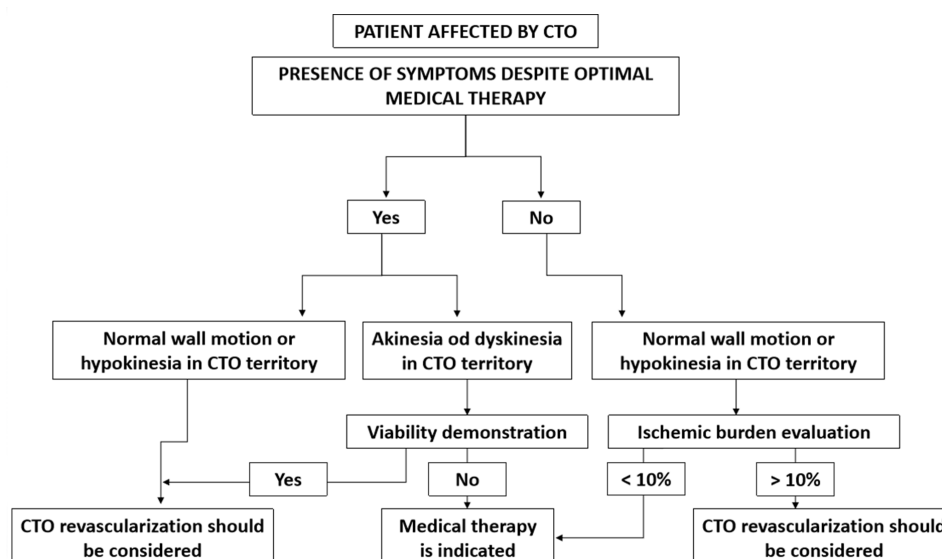 PATIENT AFFECTED BY CTO
PRESENCE OF SYMPTOMS DESPITE OPTIMAL
MEDICAL THERAPY
Yes
No
Normal wall motion or
hypokinesia in CTO territory
Akinesia od dyskinesia
in CTO territory
Normal wall motion or
hypokinesia in CTO territory
Viability demonstration
Ischemic burden evaluation
Yes
No
< 10%
> 10%
CTO revascularization should
be considered
Medical therapy
is indicated
CTO revascularization should
be considered